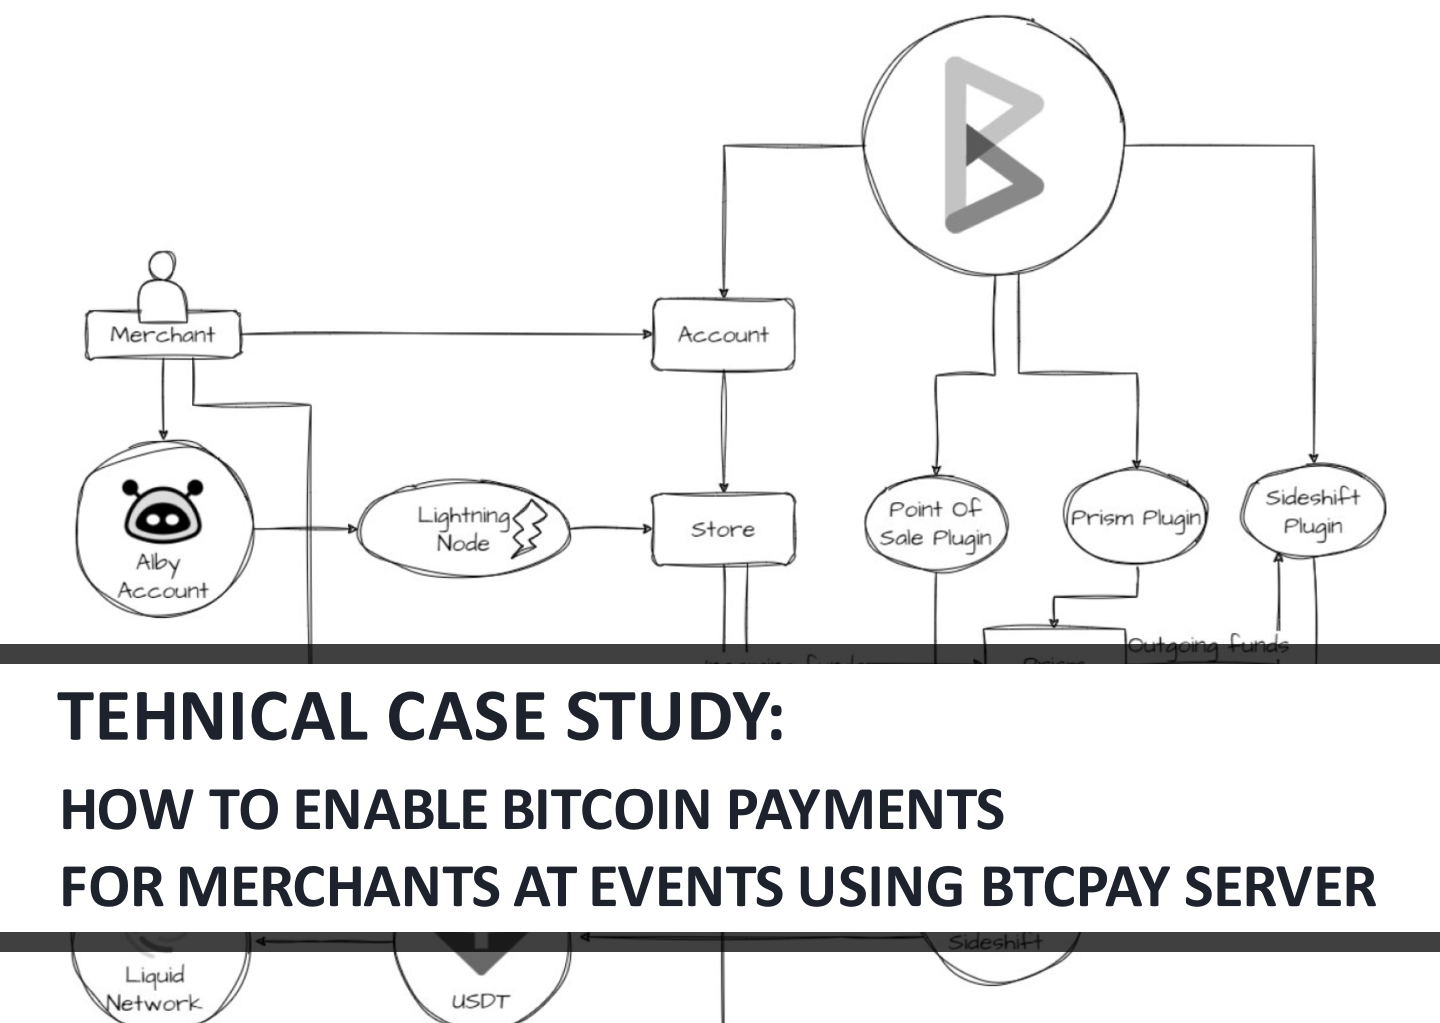 Merchant
Account
Alby
Account
Lightning
Node
Store
Point Of
Sale Plugin
Prism Plugin
Sideshift
Plugin
Outgoing funds
TEHNICAL CASE STUDY:
HOW TO ENABLE BITCOIN PAYMENTS
FOR MERCHANTS AT EVENTS USING BTCPAY SERVER
Liquid
Network
USDT
Sideshift